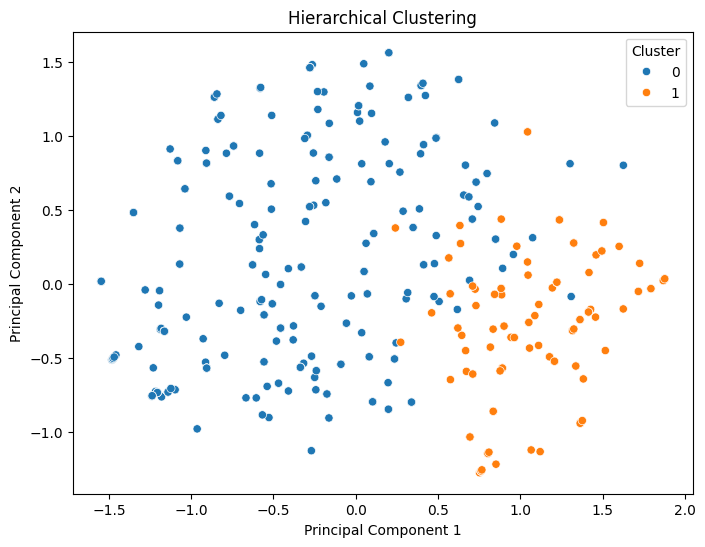 Hierarchical Clustering
Cluster
0
1
1.5
1.0
0.5
0.0
−0.5
−1.0
Principal Component 2
−1.5 −1.0 −0.5 0.0 0.5 1.0 1.5 2.0
Principal Component 1